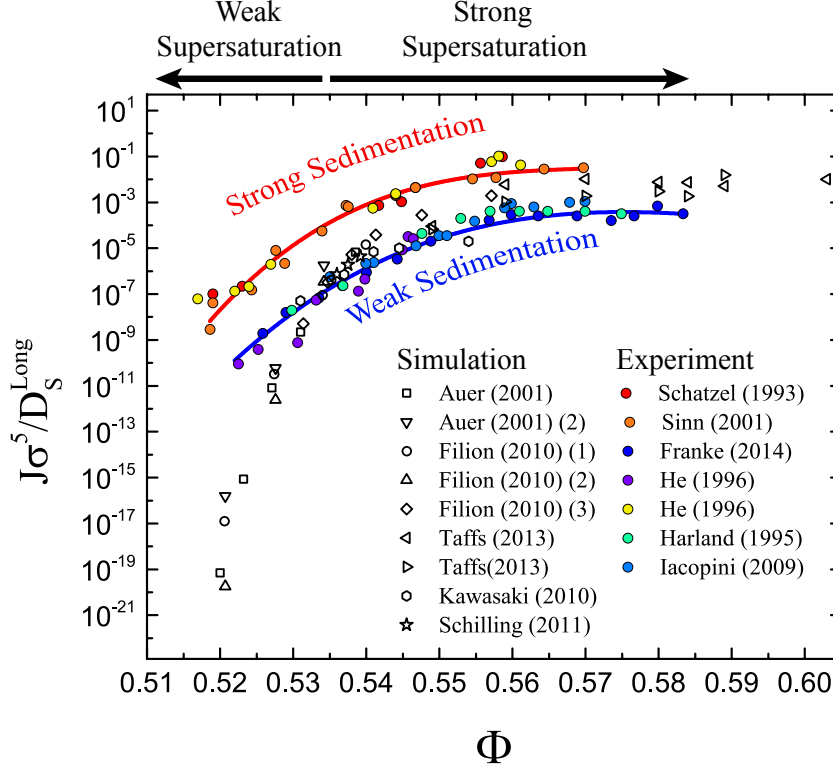 Weak
Supersaturation
Strong
Supersaturation
10^1
10^-1
10^-3
10^-5
10^-7
10^-9
10^-11
10^-13
10^-15
10^-17
10^-19
10^-21
Jσ^5/D_S^Long
Strong Sedimentation
Weak Sedimentation
Simulation
Auer (2001)
Auer (2001) (2)
Filion (2010) (1)
Filion (2010) (2)
Filion (2010) (3)
Taffs (2013)
Taffs(2013)
Kawasaki (2010)
Schilling (2011)
Experiment
Schatzel (1993)
Sinn (2001)
Franke (2014)
He (1996)
He (1996)
Harland (1995)
Iacopini (2009)
0.51 0.52 0.53 0.54 0.55 0.56 0.57 0.58 0.59 0.60
Φ